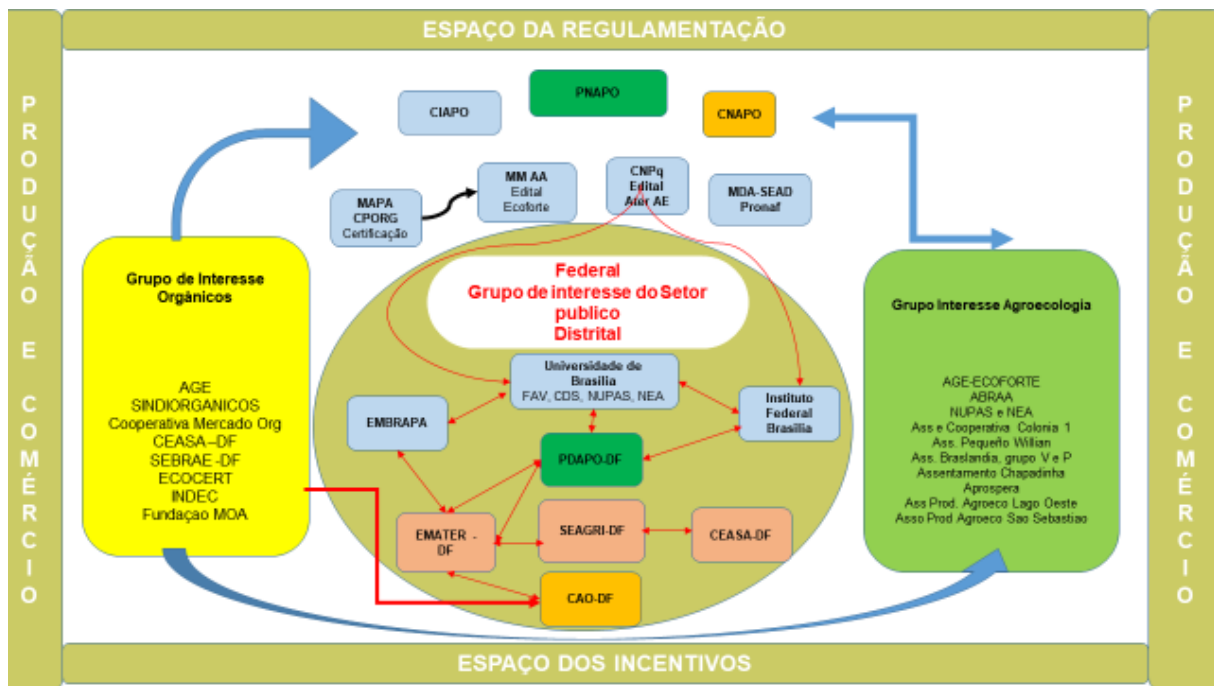 ESPAÇO DA REGULAMENTAÇÃO
PRODUÇÃO E COMÉRCIO
PNAPO
CIAPO
CNAPO
MAPA
CPORG
Certificação
MM AA
Edital
Ecoforte
CNPq
Edital
Ater AE
MDA-SEAD
Pronaf
Grupo de Interesse
Orgânicos
AGE
SINDIORGANICOS
Cooperativa Mercado Org
CEASA–DF
SEBRAE-DF
ECOCERT
INDEC
Fundaçao MOA
Federal
Grupo de interesse do Setor
publico
Distrital
Universidade de
Brasilia
FAV, CDS, NUPAS, NEA
EMBRAPA
Instituto
Federal
Brasilia
PDAPO-DF
EMATER -
DF
SEAGRI-DF
CEASA-DF
CAO-DF
Grupo Interesse Agroecologia
AGE-ECOFORTE
ABRAA
NUPAS e NEA
Ass e Cooperativa Colonia 1
Ass. Pequeño Willian
Ass. Braslandia, grupo V e P
Assentamento Chapadinha
Aprospera
Ass Prod. Agroeco Lago Oeste
Asso Prod Agroeco Sao Sebastiao
PRODUÇÃO E COMÉRCIO
ESPAÇO DOS INCENTIVOS